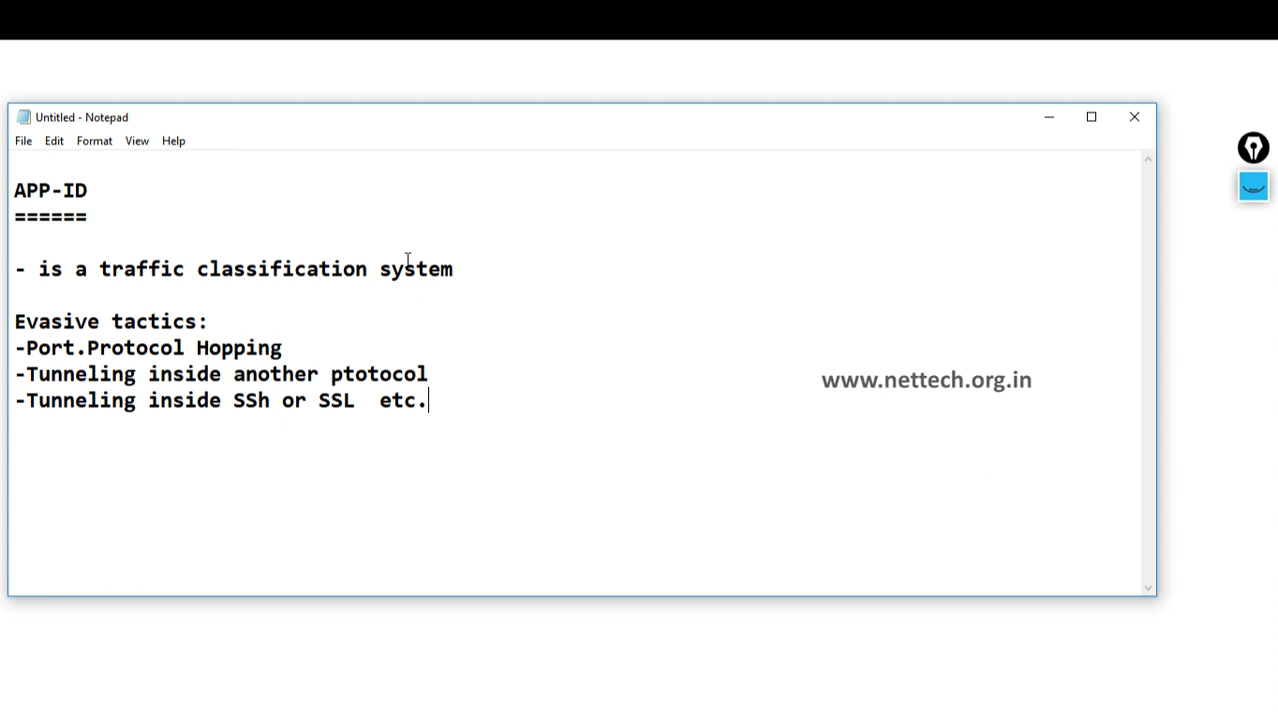 Untitled - Notepad
File Edit Format View Help
APP-ID
======
- is a traffic classification system
Evasive tactics:
-Port.Protocol Hopping
-Tunneling inside another ptotocol
-Tunneling inside SSh or SSL  etc.
www.nettech.org.in